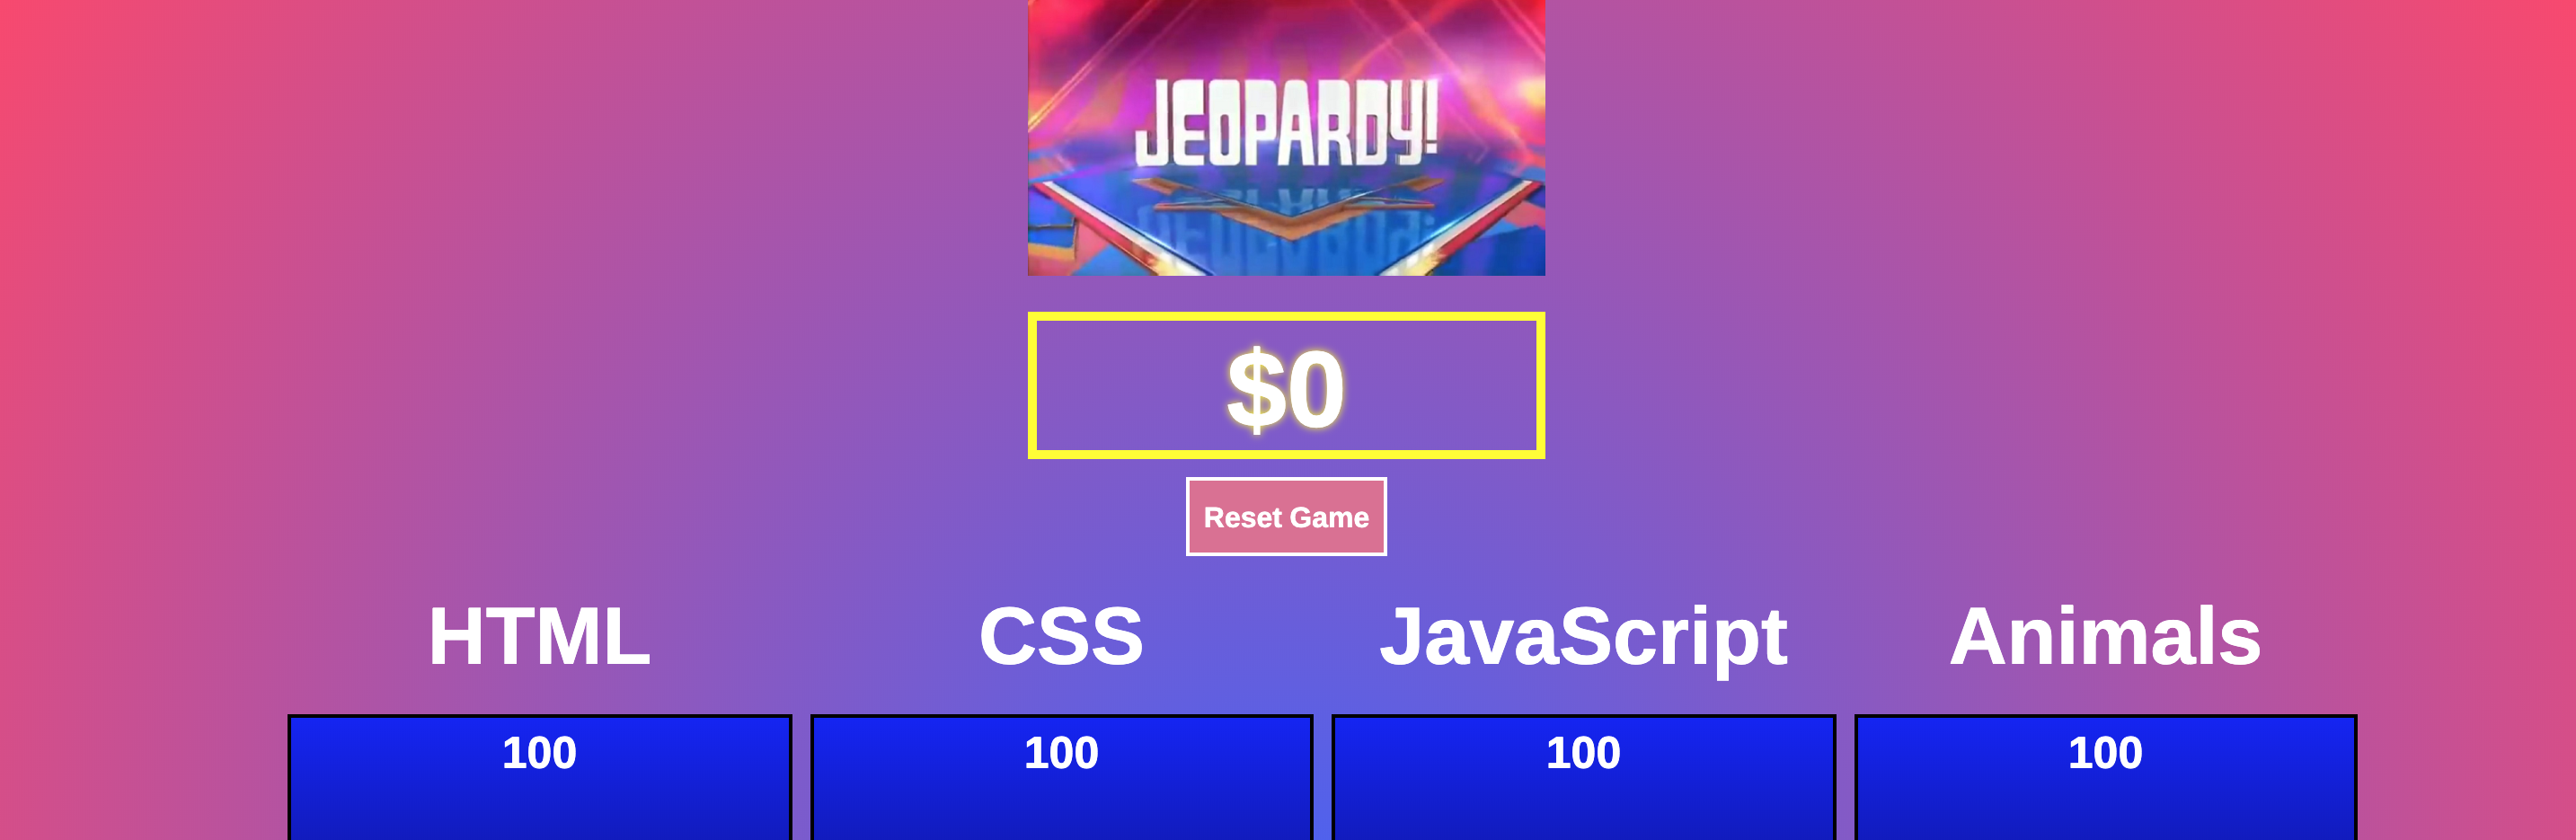 JEOPARDY!
$0
Reset Game
HTML CSS JavaScript Animals
100 100 100 100